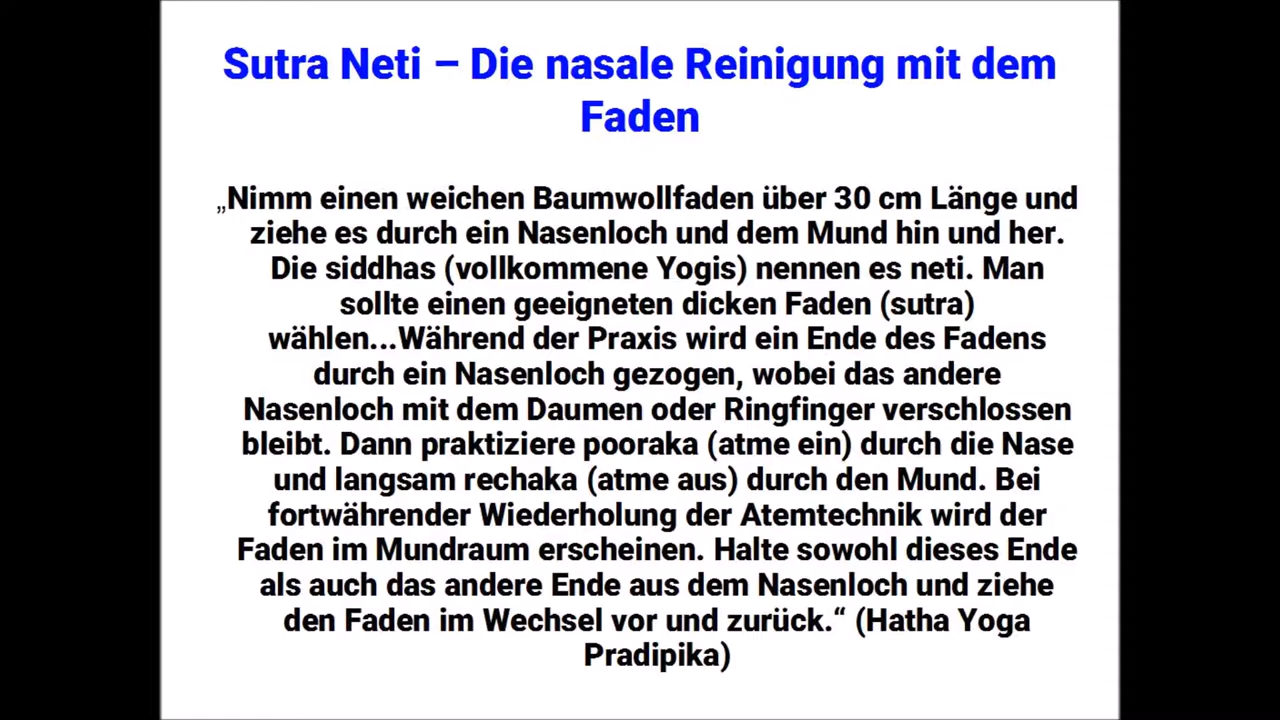 Sutra Neti – Die nasale Reinigung mit dem
Faden
„Nimm einen weichen Baumwollfaden über 30 cm Länge und
ziehe es durch ein Nasenloch und dem Mund hin und her.
Die siddhas (vollkommene Yogis) nennen es neti. Man
sollte einen geeigneten dicken Faden (sutra)
wählen...Während der Praxis wird ein Ende des Fadens
durch ein Nasenloch gezogen, wobei das andere
Nasenloch mit dem Daumen oder Ringfinger verschlossen
bleibt. Dann praktiziere pooraka (atme ein) durch die Nase
und langsam rechaka (atme aus) durch den Mund. Bei
fortwährender Wiederholung der Atemtechnik wird der
Faden im Mundraum erscheinen. Halte sowohl dieses Ende
als auch das andere Ende aus dem Nasenloch und ziehe
den Faden im Wechsel vor und zurück.“ (Hatha Yoga
Pradipika)